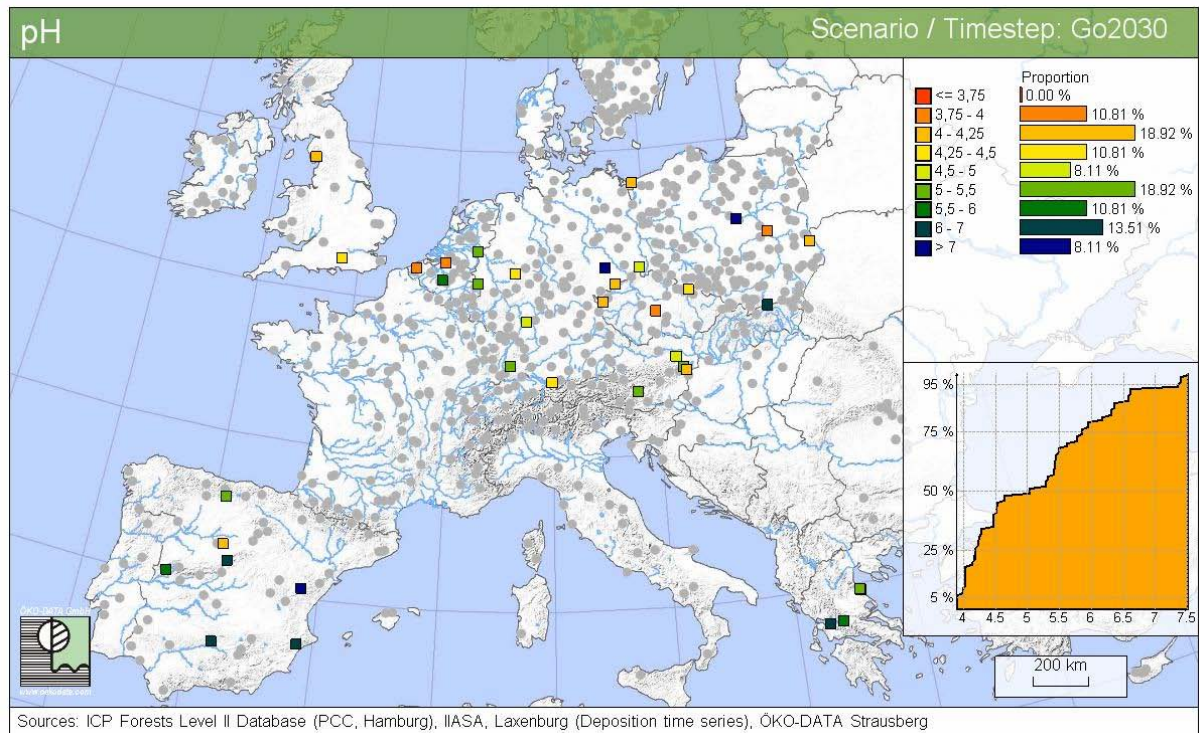 pH
Scenario / Timestep: Go2030
Proportion
<= 3,75
0.00 %
3,75 - 4
10.81 %
4 - 4,25
18.92 %
4,25 - 4,5
10.81 %
4,5 - 5
8.11 %
5 - 5,5
18.92 %
5,5 - 6
10.81 %
6 - 7
13.51 %
> 7
8.11 %
95 %
75 %
50 %
25 %
5 %
4 4.5 5 5.5 6 6.5 7 7.5
ÖKO-DATA GmbH
200 km
Sources: ICP Forests Level II Database (PCC, Hamburg), IIASA, Laxenburg (Deposition time series), ÖKO-DATA Strausberg